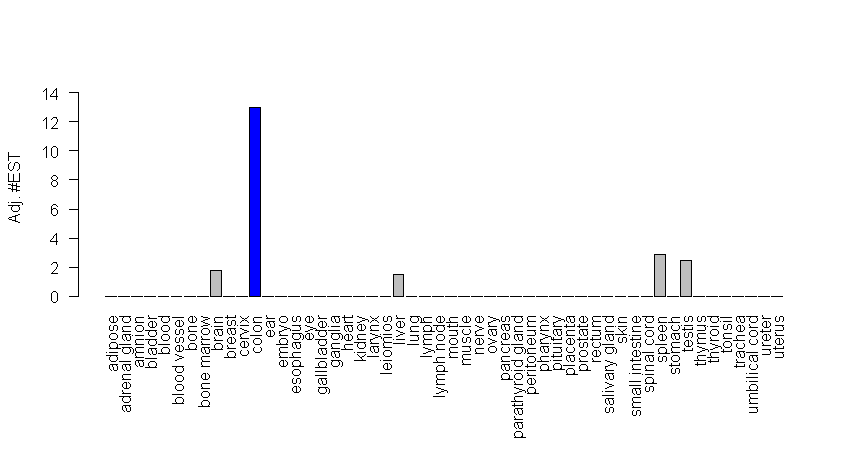 14
12
10
8
6
4
2
0
Adj. #EST
adipose
adrenal gland
amnion
bladder
blood
blood vessel
bone
bone marrow
brain
breast
cervix
colon
ear
embryo
esophagus
eye
gallbladder
ganglia
heart
kidney
larynx
leiomios
liver
lung
lymph
lymph node
mouth
muscle
nerve
ovary
pancreas
parathyroid gland
peritoneum
pharynx
pituitary
placenta
prostate
rectum
salivary gland
skin
small intestine
spinal cord
spleen
stomach
testis
thymus
thyroid
tonsil
trachea
umbilical cord
ureter
uterus